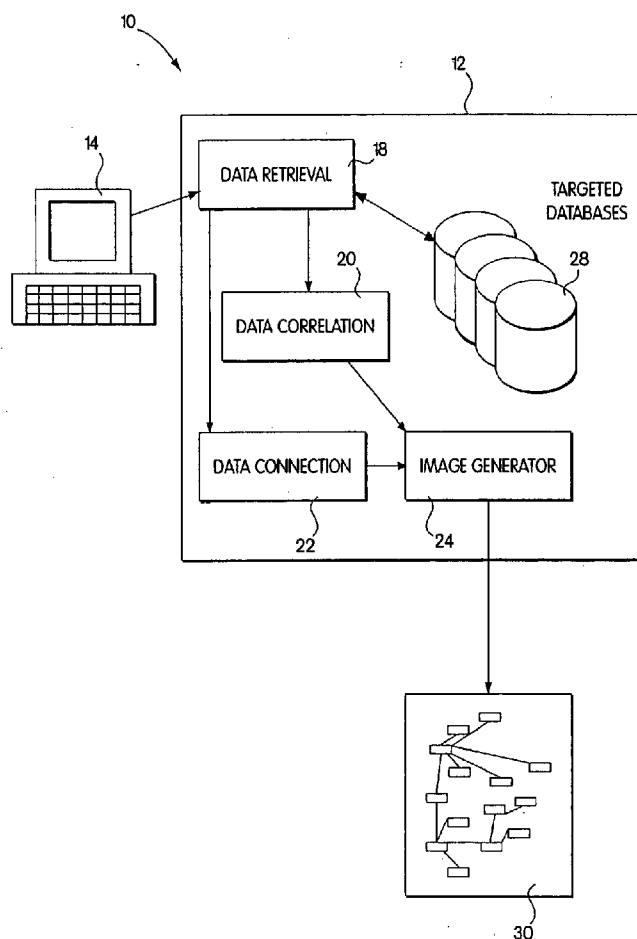 10
12
14
DATA RETRIEVAL
18
TARGETED
DATABASES
20
28
DATA CORRELATION
DATA CONNECTION
IMAGE GENERATOR
22
24
30